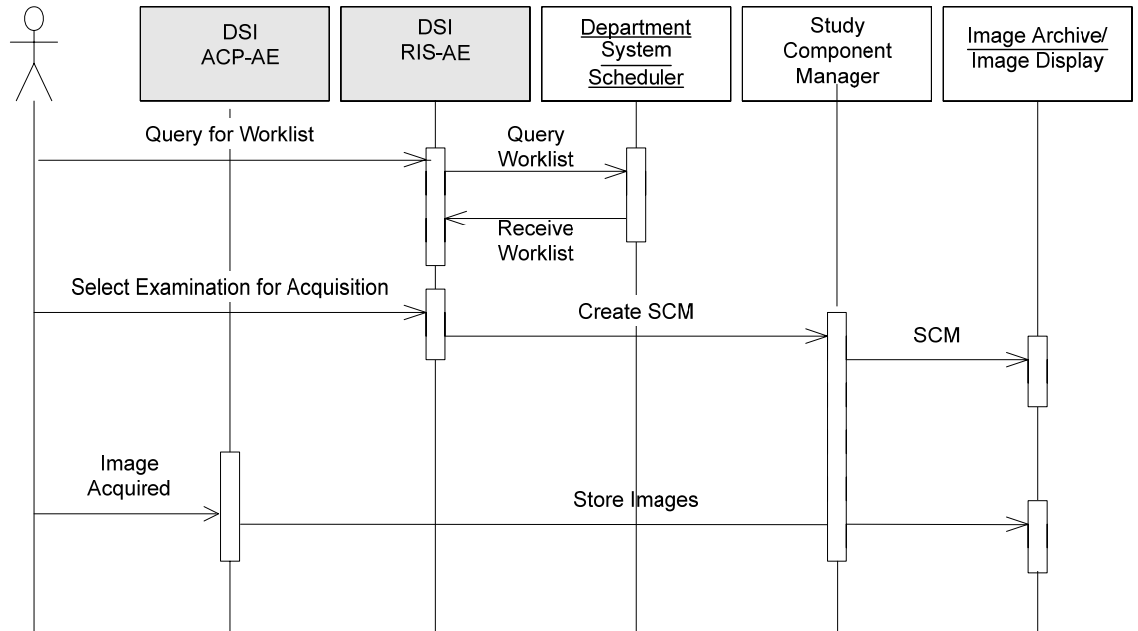 DSI
ACP-AE
DSI
RIS-AE
Department
System
Scheduler
Study
Component
Manager
Image Archive/
Image Display
Query for Worklist
Query
Worklist
Receive
Worklist
Select Examination for Acquisition
Create SCM
SCM
Image
Acquired
Store Images